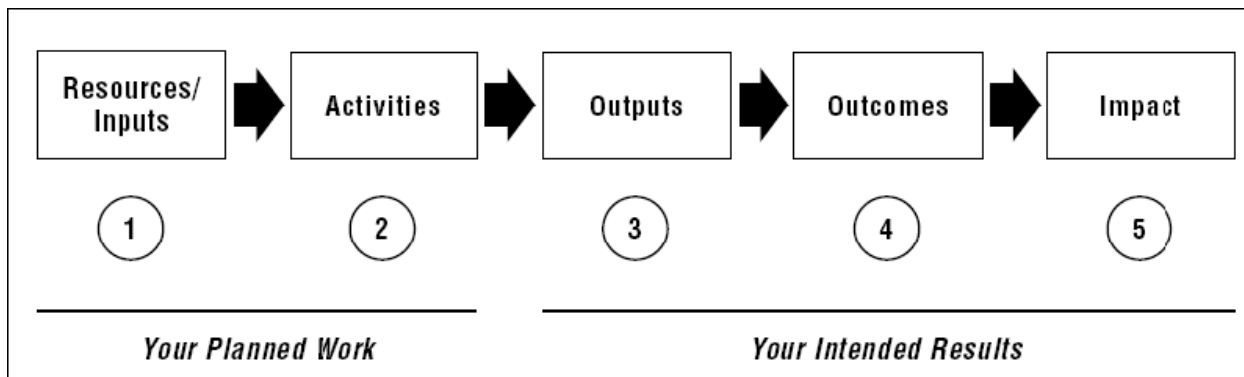 Resources/
Inputs
Activities
Outputs
Outcomes
Impact
1
2
3
4
5
Your Planned Work
Your Intended Results